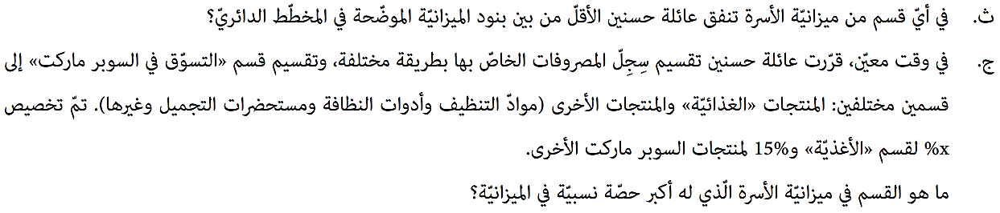 ث. في أيّ قسم من ميزانيّة الأسرة تنفق عائلة حسنين الأقلّ من بين بنود الميزانيّة الموضّحة في المخطّط الدائريّ؟
ج. في وقت معيّن، قرّرت عائلة حسنين تقسيم سِجِلّ المصروفات الخاصّ بها بطريقة مختلفة، وتقسيم قسم «التسوّق في السوبر ماركت» إلى
قسمين مختلفين: المنتجات «الغذائيّة» والمنتجات الأخرى (موادّ التنظيف وأدوات النظافة ومستحضرات التجميل وغيرها). تمّ تخصيص
x% لقسم «الأغذيّة» و15% لمنتجات السوبر ماركت الأخرى.
ما هو القسم في ميزانيّة الأسرة الّذي له أكبر حصّة نسبيّة في الميزانيّة؟